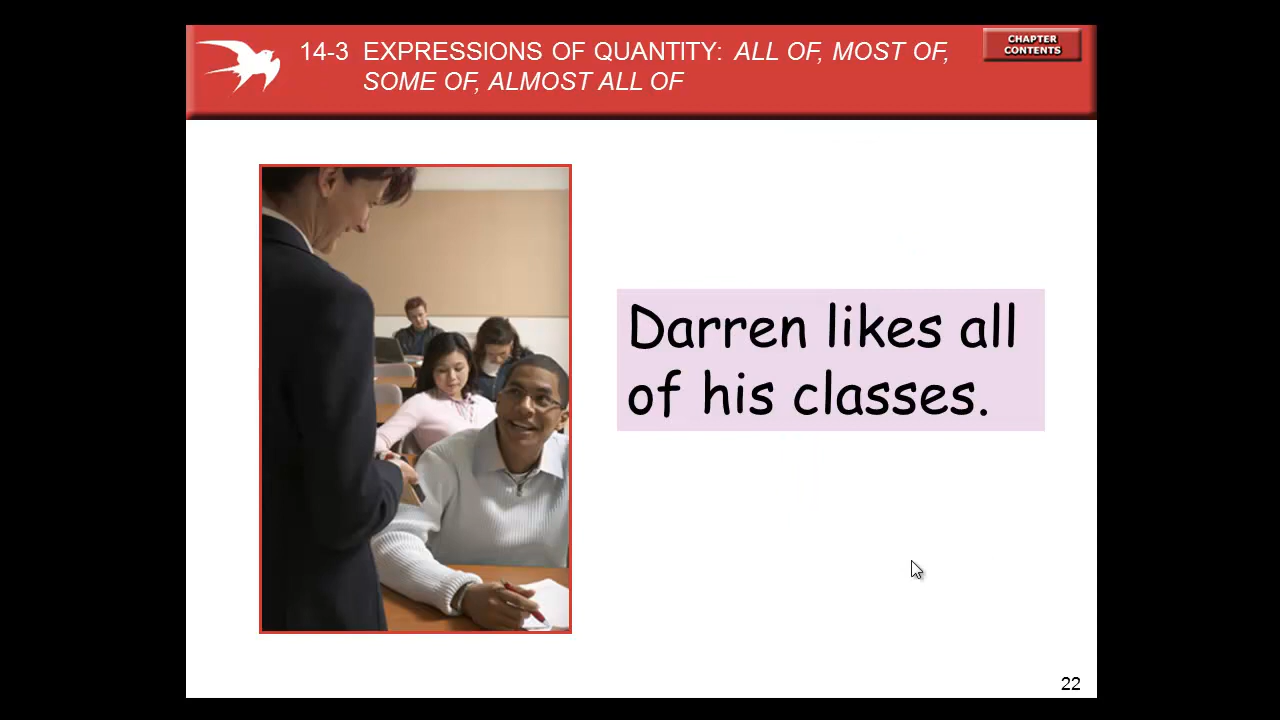 14-3 EXPRESSIONS OF QUANTITY: ALL OF, MOST OF,
SOME OF, ALMOST ALL OF
CHAPTER
CONTENTS
Darren likes all
of his classes.
22